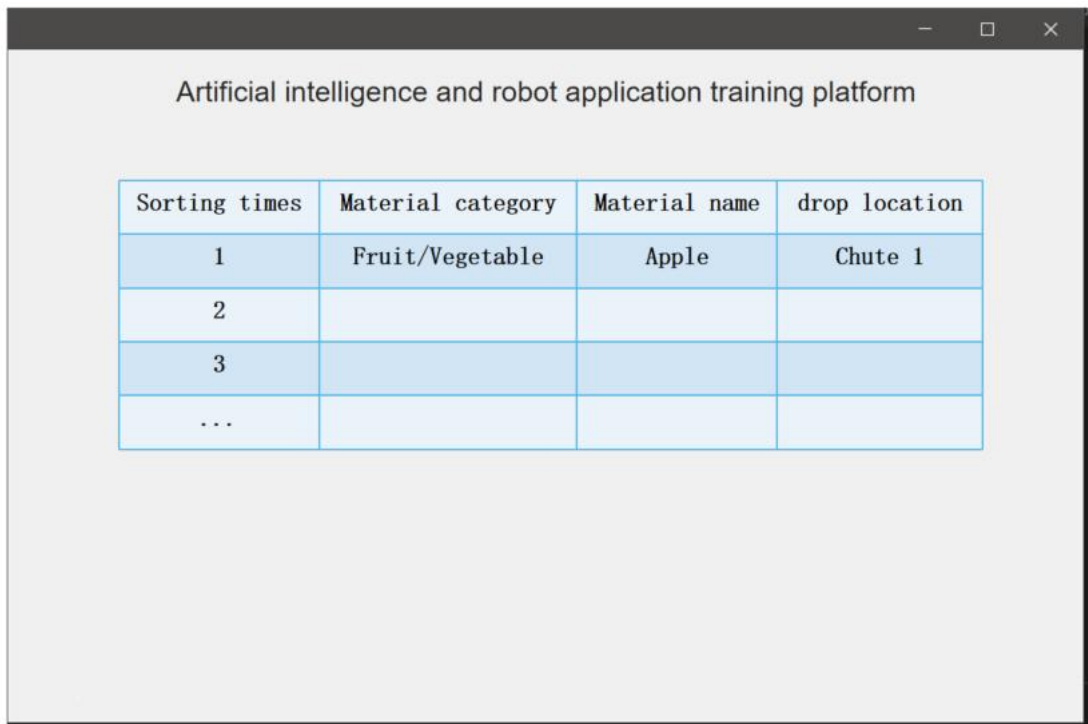 Artificial intelligence and robot application training platform
Sorting times Material category Material name drop location
1 Fruit/Vegetable Apple Chute 1
2
3
...